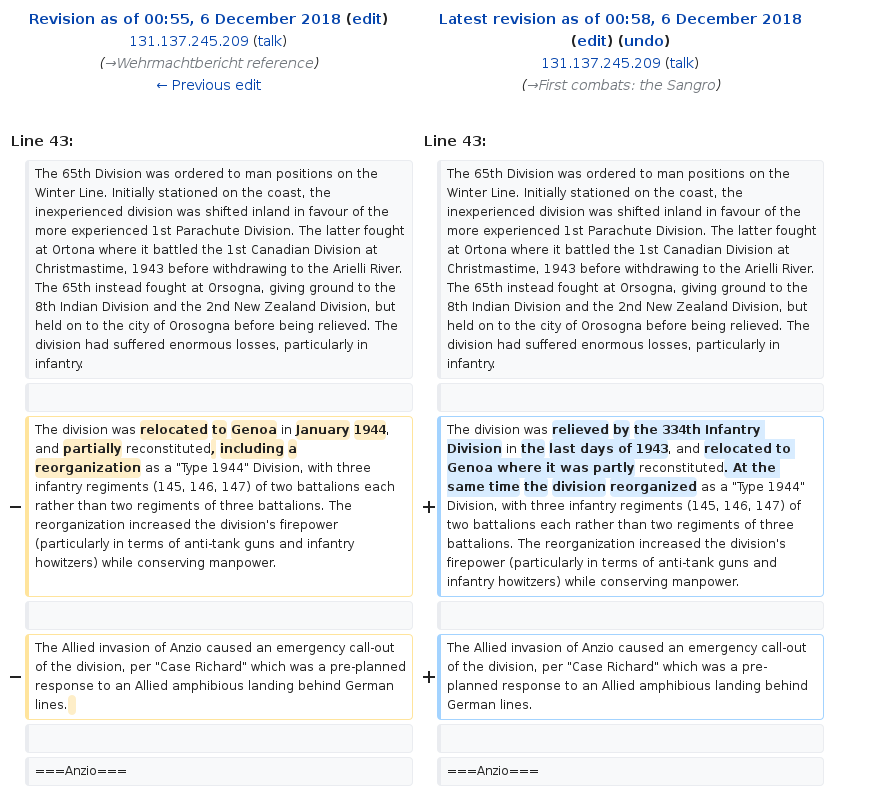 Revision as of 00:55, 6 December 2018 (edit)
131.137.245.209 (talk)
(→Wehrmachtbericht reference)
← Previous edit
Latest revision as of 00:58, 6 December 2018
(edit) (undo)
131.137.245.209 (talk)
(→First combats: the Sangro)
Line 43:
Line 43:
The 65th Division was ordered to man positions on the
Winter Line. Initially stationed on the coast, the
inexperienced division was shifted inland in favour of the
more experienced 1st Parachute Division. The latter fought
at Ortona where it battled the 1st Canadian Division at
Christmastime, 1943 before withdrawing to the Arielli River.
The 65th instead fought at Orsogna, giving ground to the
8th Indian Division and the 2nd New Zealand Division, but
held on to the city of Orosogna before being relieved. The
division had suffered enormous losses, particularly in
infantry.
The 65th Division was ordered to man positions on the
Winter Line. Initially stationed on the coast, the
inexperienced division was shifted inland in favour of the
more experienced 1st Parachute Division. The latter fought
at Ortona where it battled the 1st Canadian Division at
Christmastime, 1943 before withdrawing to the Arielli River.
The 65th instead fought at Orsogna, giving ground to the
8th Indian Division and the 2nd New Zealand Division, but
held on to the city of Orosogna before being relieved. The
division had suffered enormous losses, particularly in
infantry.
−
The division was relocated to Genoa in January 1944,
and partially reconstituted, including a
reorganization as a "Type 1944" Division, with three
infantry regiments (145, 146, 147) of two battalions each
rather than two regiments of three battalions. The
reorganization increased the division's firepower
(particularly in terms of anti-tank guns and infantry
howitzers) while conserving manpower.
+
The division was relieved by the 334th Infantry
Division in the last days of 1943, and relocated to
Genoa where it was partly reconstituted. At the
same time the division reorganized as a "Type 1944"
Division, with three infantry regiments (145, 146, 147) of
two battalions each rather than two regiments of three
battalions. The reorganization increased the division's
firepower (particularly in terms of anti-tank guns and
infantry howitzers) while conserving manpower.
−
The Allied invasion of Anzio caused an emergency call-out
of the division, per "Case Richard" which was a pre-planned
response to an Allied amphibious landing behind German
lines.
+
The Allied invasion of Anzio caused an emergency call-out
of the division, per "Case Richard" which was a pre-
planned response to an Allied amphibious landing behind
German lines.
===Anzio===
===Anzio===